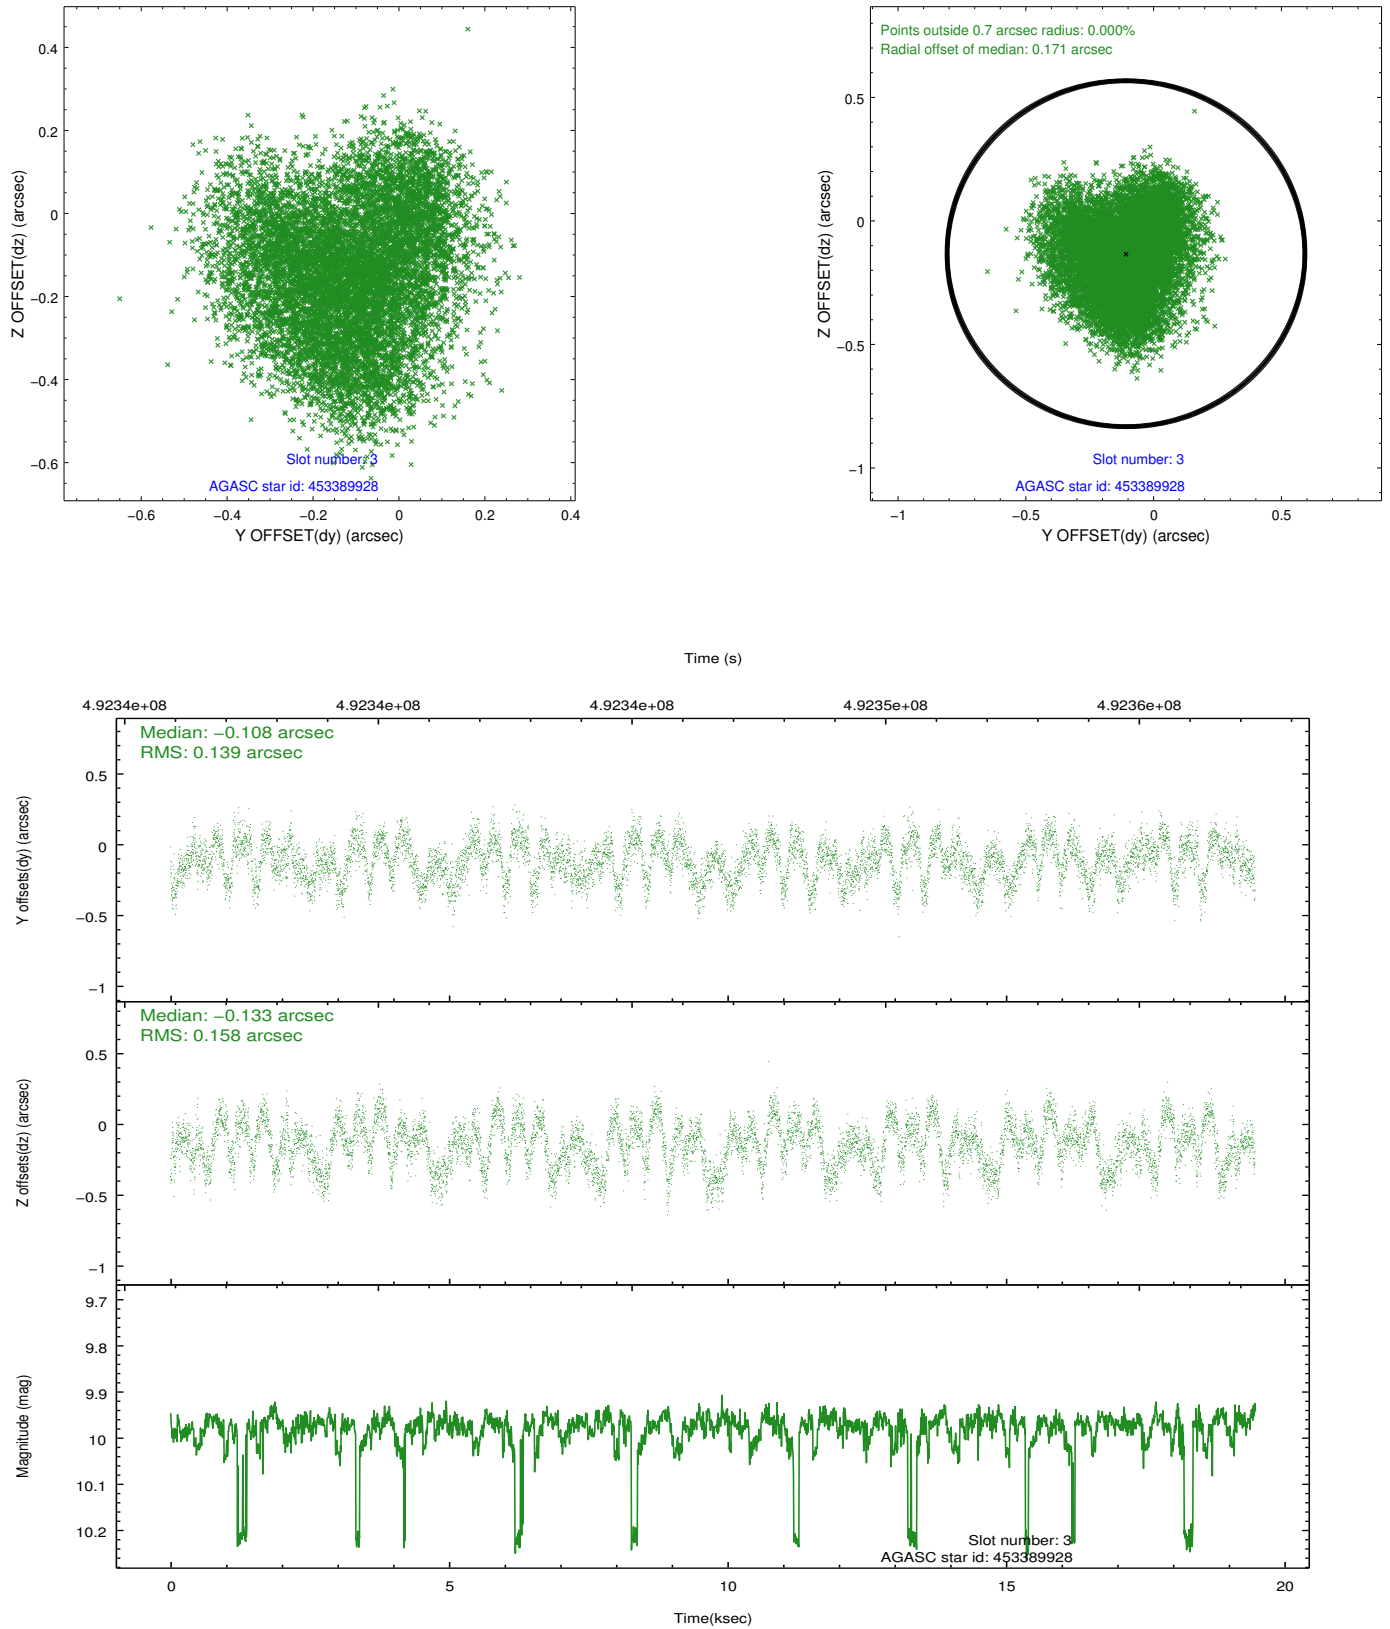 0.4
0.2
0
−0.2
−0.4
−0.6
Z OFFSET(dz) (arcsec)
Slot number: 3
AGASC star id: 453389928
−0.6 −0.4 −0.2 0 0.2 0.4
Y OFFSET(dy) (arcsec)
Points outside 0.7 arcsec radius: 0.000%
Radial offset of median: 0.171 arcsec
0.5
0
−0.5
−1
Z OFFSET(dz) (arcsec)
Slot number: 3
AGASC star id: 453389928
−1 −0.5 0 0.5
Y OFFSET(dy) (arcsec)
Time (s)
4.9234e+08 4.9234e+08 4.9234e+08 4.9235e+08 4.9236e+08
Median: −0.108 arcsec
RMS: 0.139 arcsec
0.5
0
−0.5
−1
Y offsets(dy) (arcsec)
Median: −0.133 arcsec
RMS: 0.158 arcsec
0.5
0
−0.5
−1
Z offsets(dz) (arcsec)
9.7
9.8
9.9
10
10.1
10.2
Magnitude (mag)
Slot number: 3
AGASC star id: 453389928
0 5 10 15 20
Time(ksec)